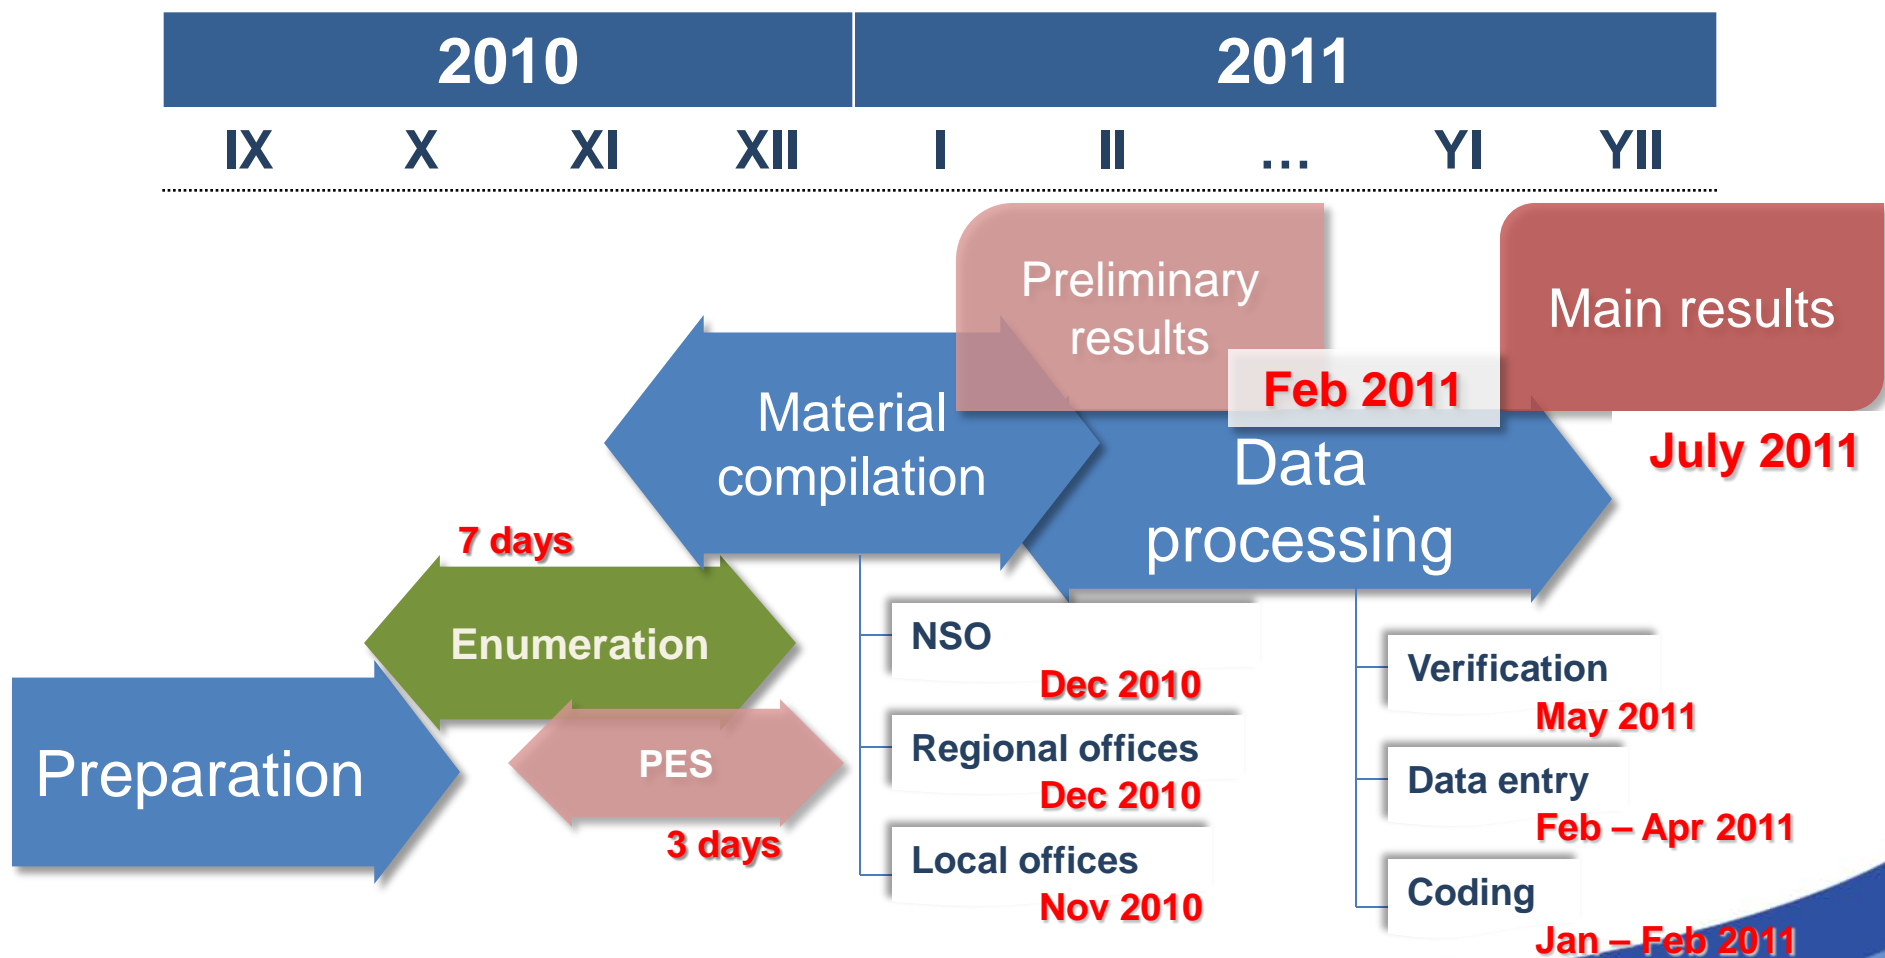 2010 2011
IX X XI XII I II … YI YII
Preliminary
results
Main results
Feb 2011
July 2011
Material
compilation
Data
processing
7 days
Enumeration
Preparation
PES
3 days
NSO
Dec 2010
Regional offices
Dec 2010
Local offices
Nov 2010
Verification
May 2011
Data entry
Feb – Apr 2011
Coding
Jan – Feb 2011